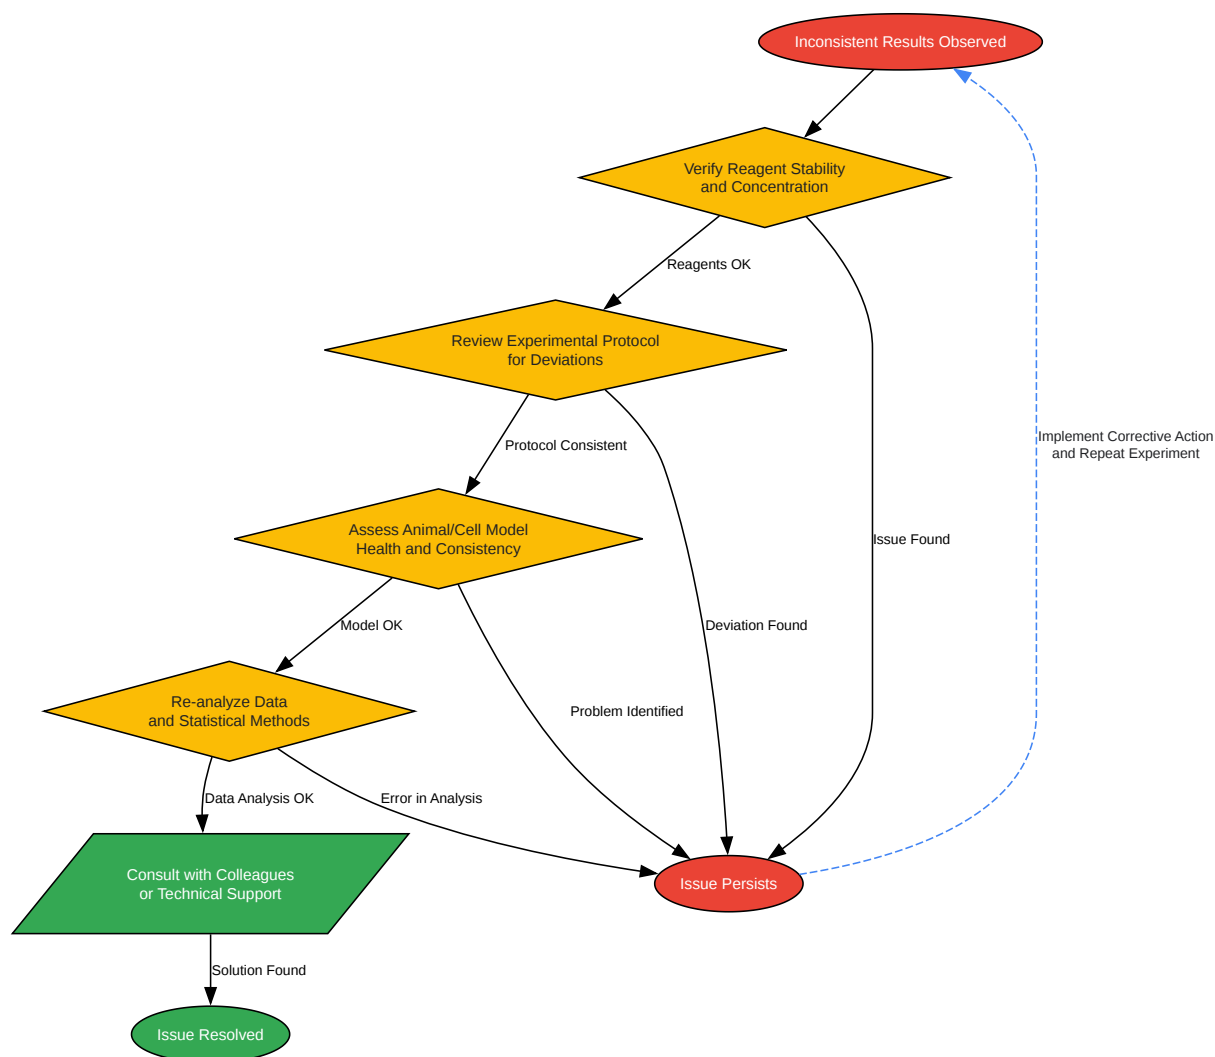 Inconsistent Results Observed
Verify Reagent Stability
and Concentration
Reagents OK
Review Experimental Protocol
for Deviations
Implement Corrective Action
and Repeat Experiment
Protocol Consistent
Assess Animal/Cell Model
Health and Consistency
Issue Found
Model OK
Deviation Found
Re-analyze Data
and Statistical Methods
Problem Identified
Data Analysis OK
Error in Analysis
Consult with Colleagues
or Technical Support
Issue Persists
Solution Found
Issue Resolved